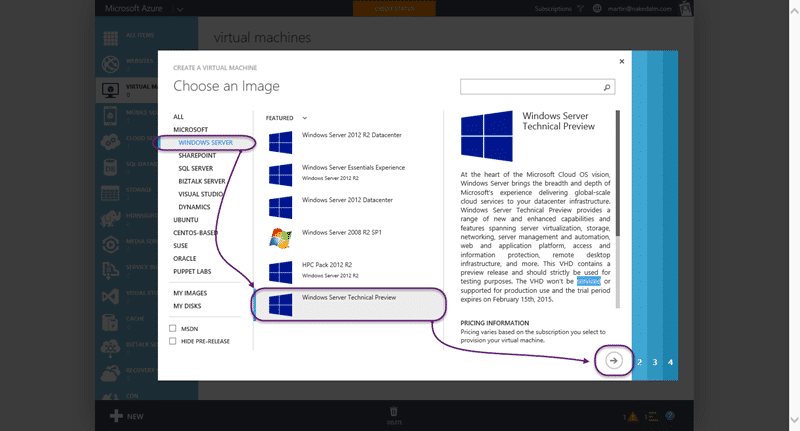 Microsoft Azure
CREDIT STATUS
Subscriptions
martin@nakedalm.com
ALL ITEMS
virtual machines
WEBSITES
VIRTUAL
0
MOBILE
CLOUD
SQL DATA
STORAGE
HDINSIGHT
MEDIA
SERVICE BUS
VISUAL STUDIO
CACHE
BIZTALK
RECOVERY
CDN
CREATE A VIRTUAL MACHINE
Choose an Image
ALL
MICROSOFT
WINDOWS SERVER
SHAREPOINT
SQL SERVER
BIZTALK SERVER
VISUAL STUDIO
DYNAMICS
UBUNTU
CENTOS-BASED
SUSE
ORACLE
PUPPET LABS
MY IMAGES
MY DISKS
MSDN
HIDE PRE-RELEASE
FEATURED
Windows Server 2012 R2 Datacenter
Windows Server Essentials Experience
Windows Server 2012 R2
Windows Server 2012 Datacenter
Windows Server 2008 R2 SP1
HPC Pack 2012 R2
Windows Server 2012 R2
Windows Server Technical Preview
Windows Server
Technical Preview
At the heart of the Microsoft Cloud OS vision,
Windows Server brings the breadth and depth of
Microsoft's experience delivering global-scale
cloud services to your datacenter infrastructure.
Windows Server Technical Preview provides a
range of new and enhanced capabilities and
features spanning server virtualization, storage,
networking, server management and automation,
web and application platform, access and
information protection, remote desktop
infrastructure, and more. This VHD contains a
preview release and should strictly be used for
testing purposes. The VHD won't be serviced or
supported for production use and the trial period
expires on February 15th, 2015.
PRICING INFORMATION
Pricing varies based on the subscription you select to
provision your virtual machine.
2 3 4
NEW
DELETE
1